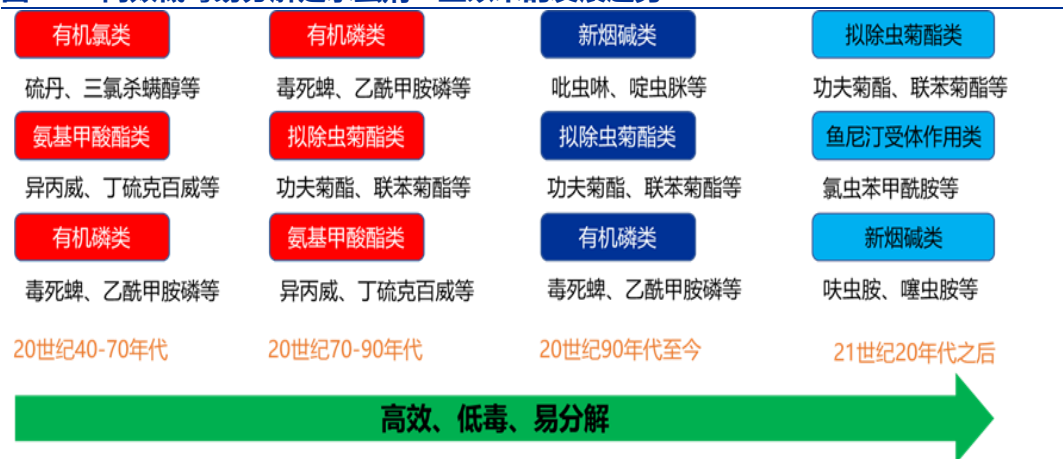 有机氯类 有机磷类 新烟碱类 拟除虫菊酯类
硫丹、三氯杀螨醇等 毒死蜱、乙酰甲胺磷等 吡虫啉、啶虫脒等 功夫菊酯、联苯菊酯等
氨基甲酸酯类 拟除虫菊酯类 拟除虫菊酯类 鱼尼汀受体作用类
异丙威、丁硫克百威等 功夫菊酯、联苯菊酯等 功夫菊酯、联苯菊酯等 氯虫苯甲酰胺等
有机磷类 氨基甲酸酯类 有机磷类 新烟碱类
毒死蜱、乙酰甲胺磷等 异丙威、丁硫克百威等 毒死蜱、乙酰甲胺磷等 呋虫胺、噻虫胺等
20世纪40-70年代 20世纪70-90年代 20世纪90年代至今 21世纪20年代之后
高效、低毒、易分解